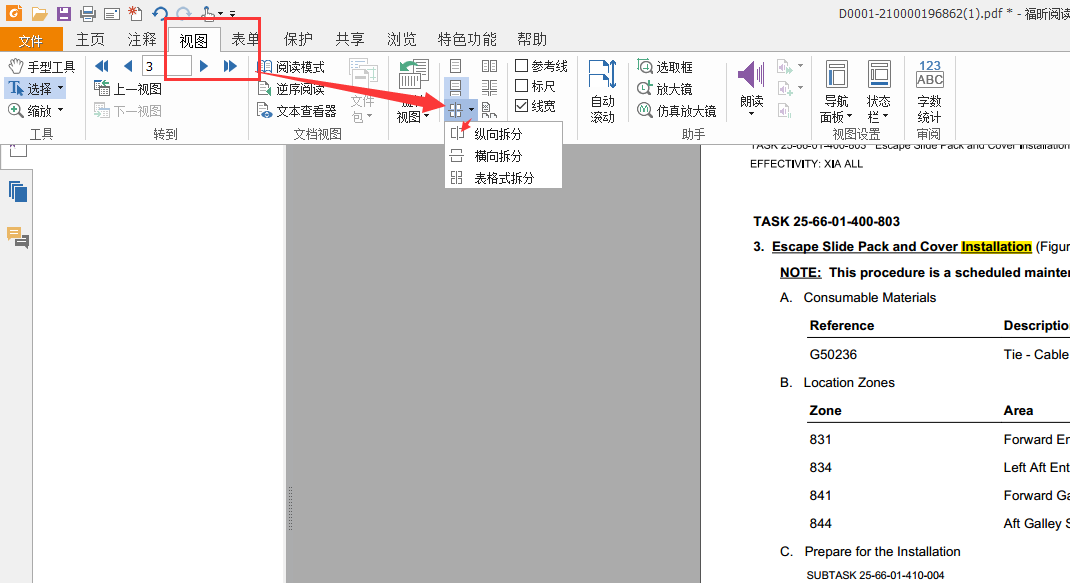 D0001-210000196862(1).pdf * - 福昕阅读
文件 主页 注释 视图 表单 保护 共享 浏览 特色功能 帮助
手型工具 3 阅读模式 参考线 选取框 123
选择 上一视图 逆序阅读 标尺 放大镜 ABC
缩放 下一视图 文本查看器 文件包 视图 线宽 自动滚动 仿真放大镜 朗读 导航面板 状态栏 字数统计
工具 转到 文档视图 助手 视图设置 审阅
纵向拆分
横向拆分
表格式拆分
TASK 25-66-01-400-803 Escape Slide Pack and Cover Installation
EFFECTIVITY: XIA ALL
TASK 25-66-01-400-803
3. Escape Slide Pack and Cover Installation (Figur
NOTE: This procedure is a scheduled mainte
A. Consumable Materials
Reference Descriptio
G50236 Tie - Cable
B. Location Zones
Zone Area
831 Forward En
834 Left Aft Ent
841 Forward Ga
844 Aft Galley S
C. Prepare for the Installation
SUBTASK 25-66-01-410-004